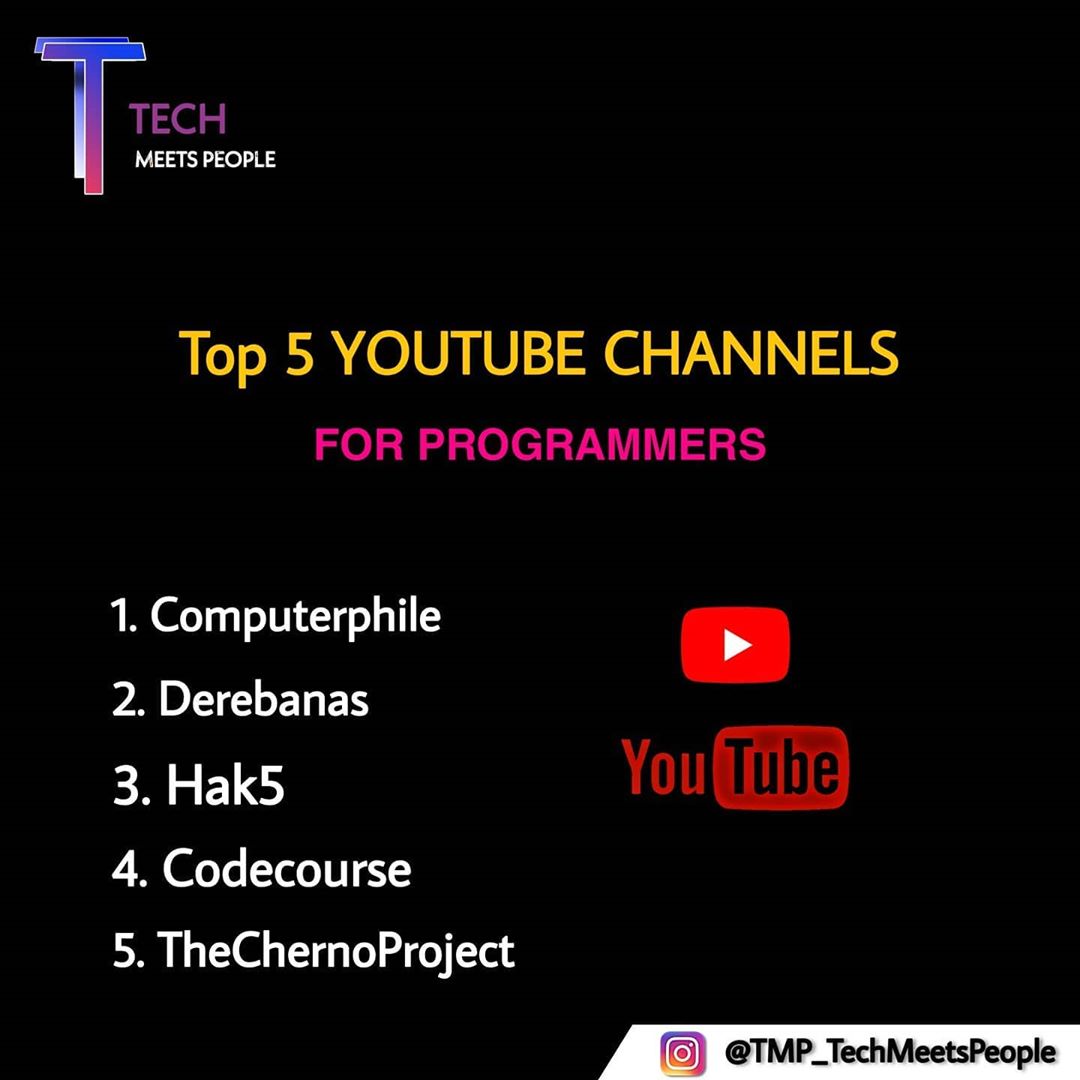 T
TECH
MEETS PEOPLE
Top 5 YOUTUBE CHANNELS
FOR PROGRAMMERS
1. Computerphile
2. Derebanas
3. Hak5
4. Codecourse
5. TheChernoProject
YouTube
@TMP_TechMeetsPeople